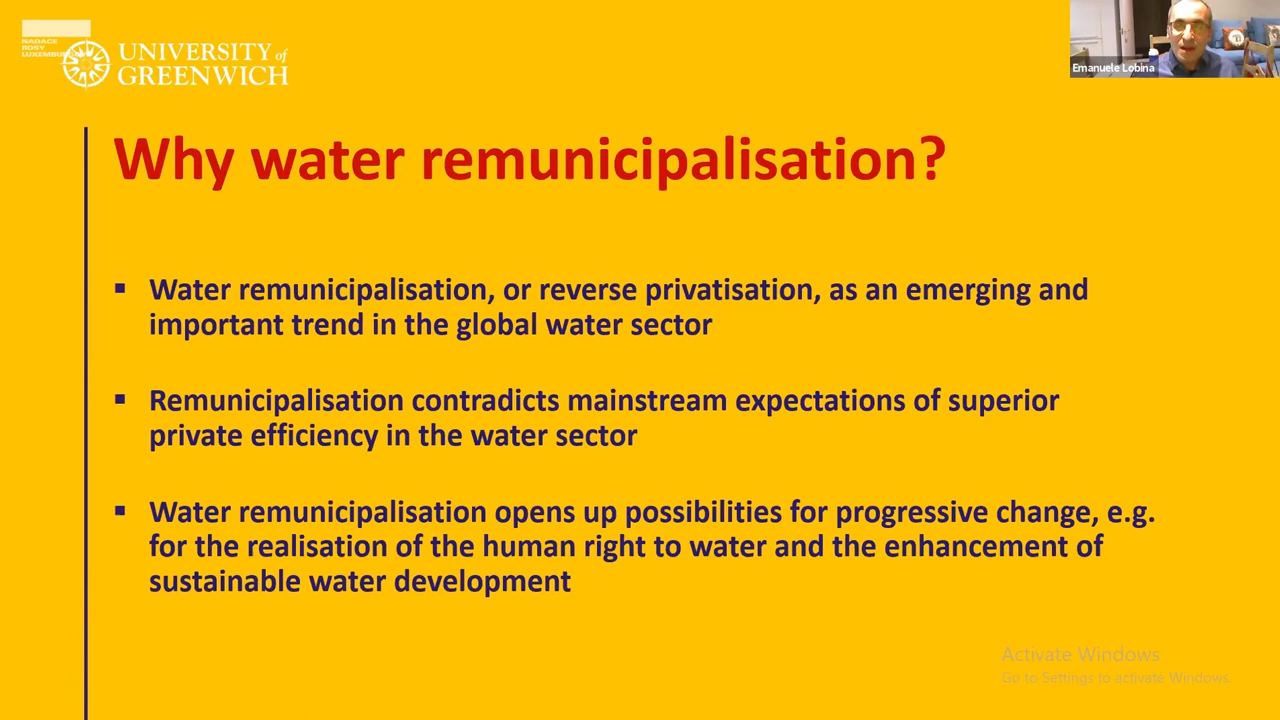 NADACE
ROSY
LUXEMBURG
UNIVERSITY of
GREENWICH
Emanuele Lobina
Why water remunicipalisation?
▪ Water remunicipalisation, or reverse privatisation, as an emerging and
important trend in the global water sector
▪ Remunicipalisation contradicts mainstream expectations of superior
private efficiency in the water sector
▪ Water remunicipalisation opens up possibilities for progressive change, e.g.
for the realisation of the human right to water and the enhancement of
sustainable water development
Activate Windows
Go to Settings to activate Windows.